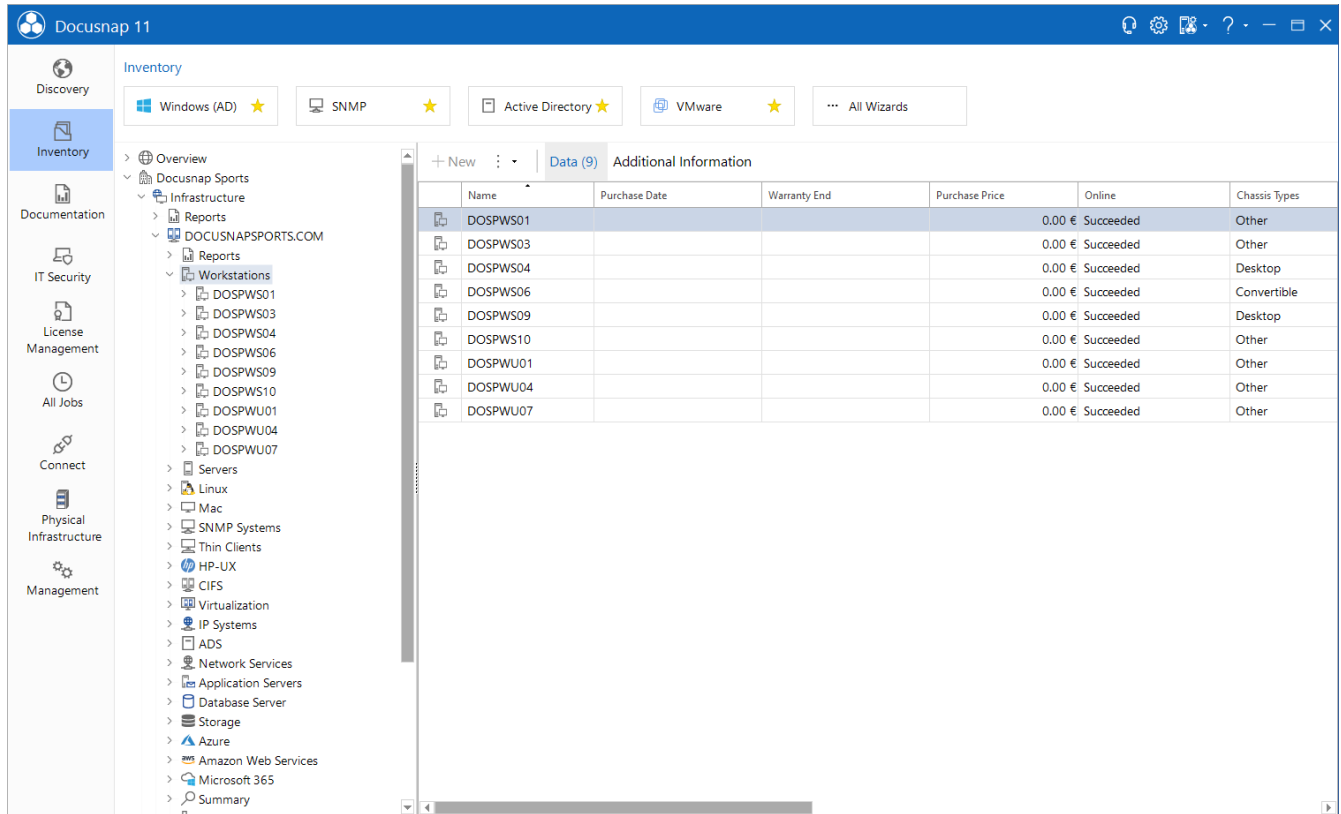 Docusnap 11
?
Discovery
Inventory
Documentation
IT Security
License
Management
All Jobs
Connect
Physical
Infrastructure
Management
Inventory
Windows (AD)
SNMP
Active Directory
VMware
··· All Wizards
Overview
Docusnap Sports
Infrastructure
Reports
DOCUSNAPSPORTS.COM
Reports
Workstations
DOSPWS01
DOSPWS03
DOSPWS04
DOSPWS06
DOSPWS09
DOSPWS10
DOSPWU01
DOSPWU04
DOSPWU07
Servers
Linux
Mac
SNMP Systems
Thin Clients
hp HP-UX
CIFS
Virtualization
IP Systems
ADS
Network Services
Application Servers
Database Server
Storage
Azure
aws Amazon Web Services
Microsoft 365
Summary
+ New Data (9) Additional Information
Name Purchase Date Warranty End Purchase Price Online Chassis Types
DOSPWS01 0.00 € Succeeded Other
DOSPWS03 0.00 € Succeeded Other
DOSPWS04 0.00 € Succeeded Desktop
DOSPWS06 0.00 € Succeeded Convertible
DOSPWS09 0.00 € Succeeded Desktop
DOSPWS10 0.00 € Succeeded Other
DOSPWU01 0.00 € Succeeded Other
DOSPWU04 0.00 € Succeeded Other
DOSPWU07 0.00 € Succeeded Other